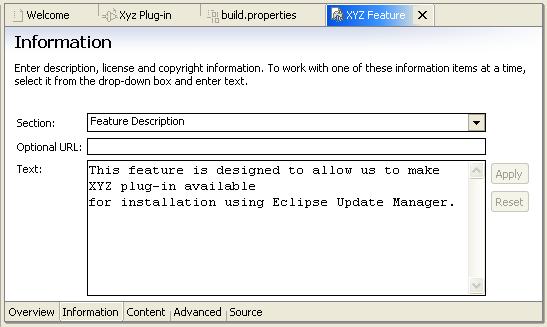 Welcome Xyz Plug-in build.properties XYZ Feature
Information
Enter description, license and copyright information. To work with one of these information items at a time,
select it from the drop-down box and enter text.
Section: Feature Description
Optional URL:
Text: This feature is designed to allow us to make
XYZ plug-in available
for installation using Eclipse Update Manager.
Apply
Reset
Overview Information Content Advanced Source